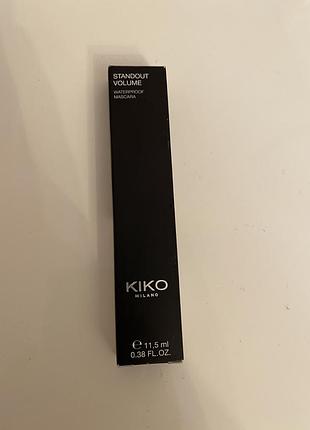 STANDOUT
VOLUME
WATERPROOF
MASCARA
KIKO
MILANO
℮ 11,5 ml
0.38 FL.OZ.